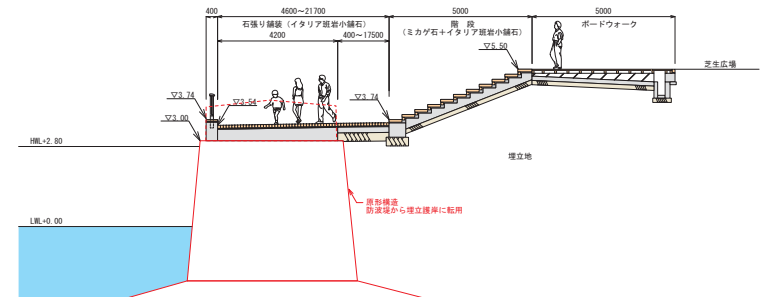 400
4600～21700
5000
5000
石張り舗装（イタリア斑岩小舗石）
階 段
ボードウォーク
4200
400～17500
（ミカゲ石＋イタリア斑岩小舗石）
▽5.50
芝生広場
▽3.74
▽3.54
▽3.74
▽3.00
HWL+2.80
埋立地
原形構造
防波堤から埋立護岸に転用
LWL+0.00